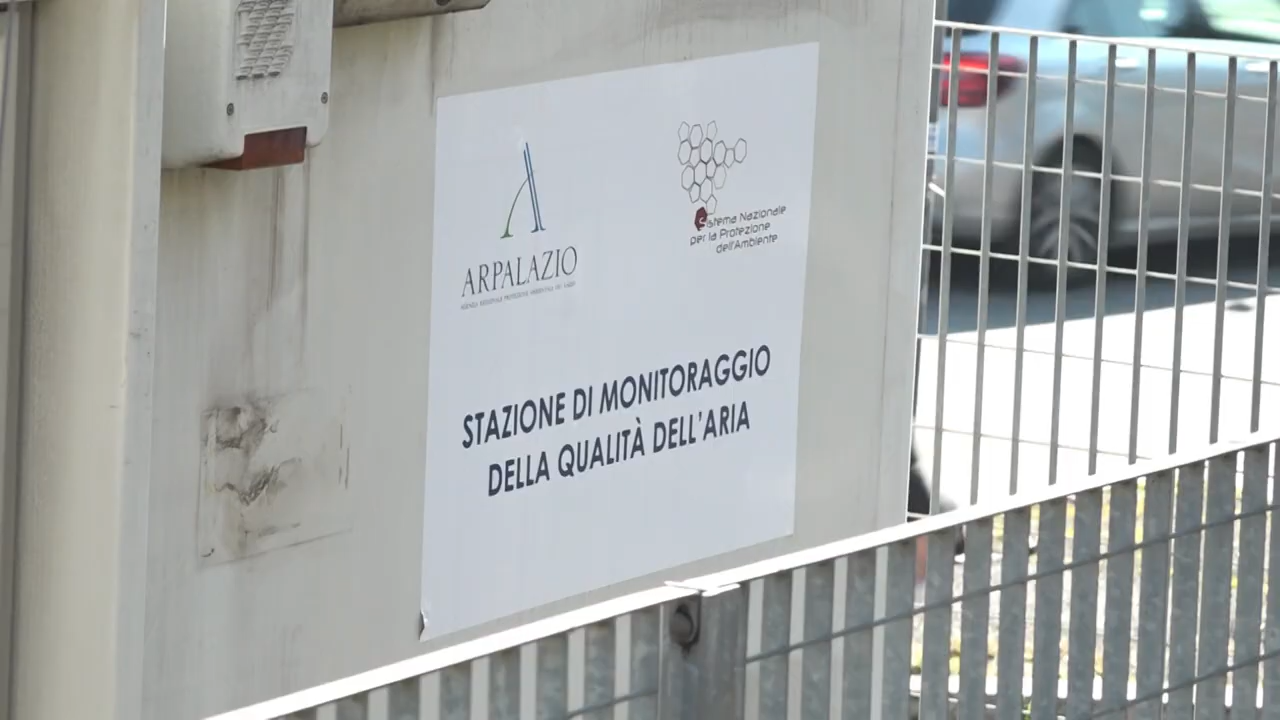 ARPALAZIO
AGENZIA REGIONALE PROTEZIONE AMBIENTALE DEL LAZIO
Sistema Nazionale
per la Protezione
dell'Ambiente
STAZIONE DI MONITORAGGIO
DELLA QUALITÀ DELL'ARIA